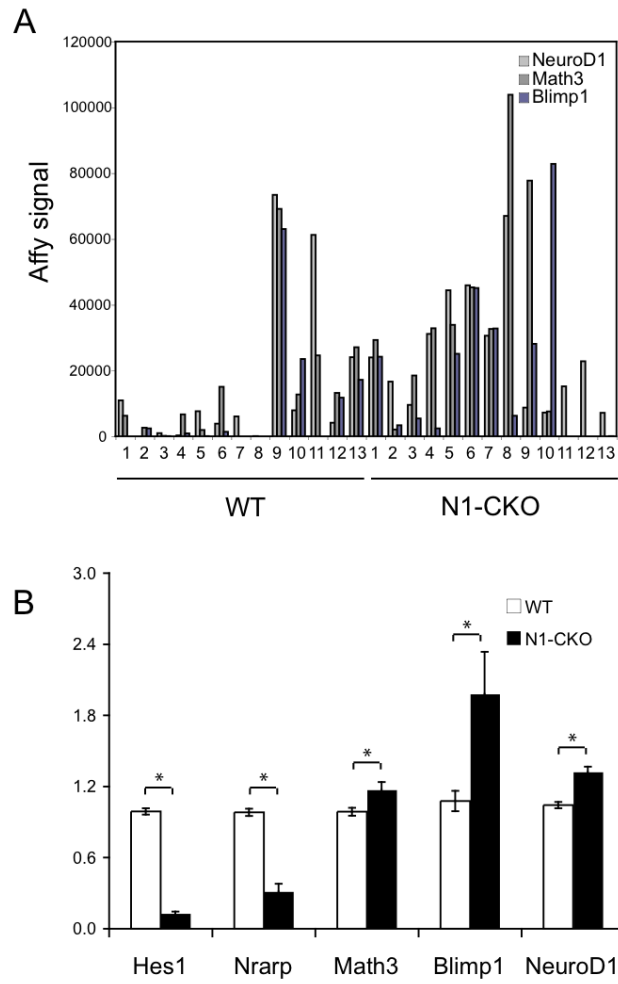 A
Affy signal
120000
100000
80000
60000
40000
20000
0
NeuroD1
Math3
Blimp1
1 2 3 4 5 6 7 8 9 10 11 12 13 1 2 3 4 5 6 7 8 9 10 11 12 13
WT N1-CKO
B
3.0
2.4
1.8
1.2
0.6
0.0
WT
N1-CKO
* * * * *
Hes1 Nrarp Math3 Blimp1 NeuroD1